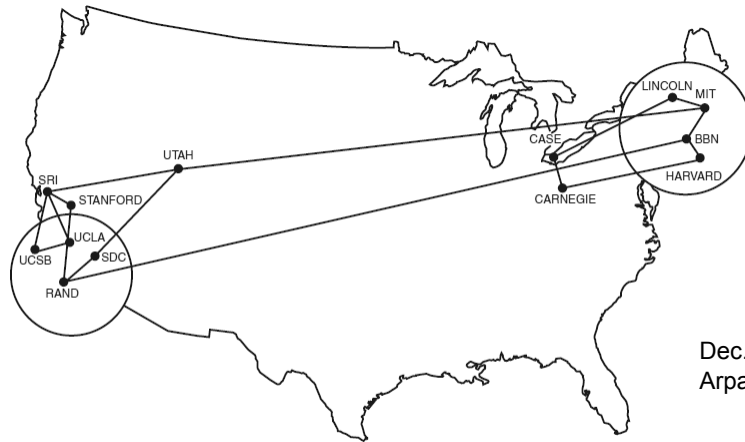 LINCOLN
MIT
CASE
BBN
UTAH
HARVARD
SRI
STANFORD
CARNEGIE
UCLA
UCSB
SDC
RAND
Dec.
Arpa